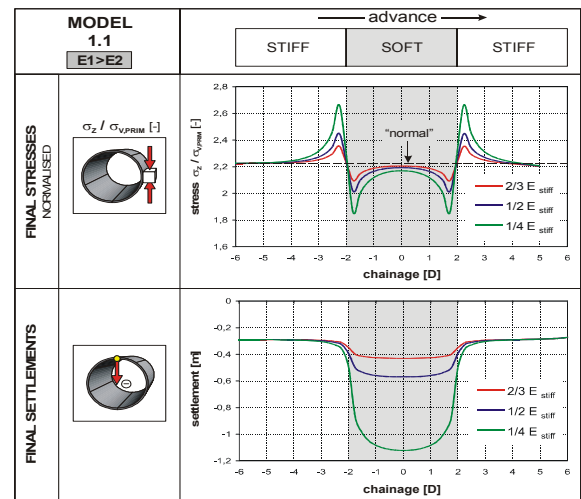 MODEL
1.1
E1>E2
advance
STIFF SOFT STIFF
FINAL STRESSES
NORMALISED
σz / σV,PRIM [-]
stress σz / σV,PRIM [-]
2,8
2,6
2,4
2,2
2
1,8
1,6
"normal"
2/3 E stiff
1/2 E stiff
1/4 E stiff
-6 -5 -4 -3 -2 -1 0 1 2 3 4 5 6
chainage [D]
FINAL SETTLEMENTS
settlement [m]
0
-0,2
-0,4
-0,6
-0,8
-1
-1,2
2/3 E stiff
1/2 E stiff
1/4 E stiff
-6 -5 -4 -3 -2 -1 0 1 2 3 4 5 6
chainage [D]